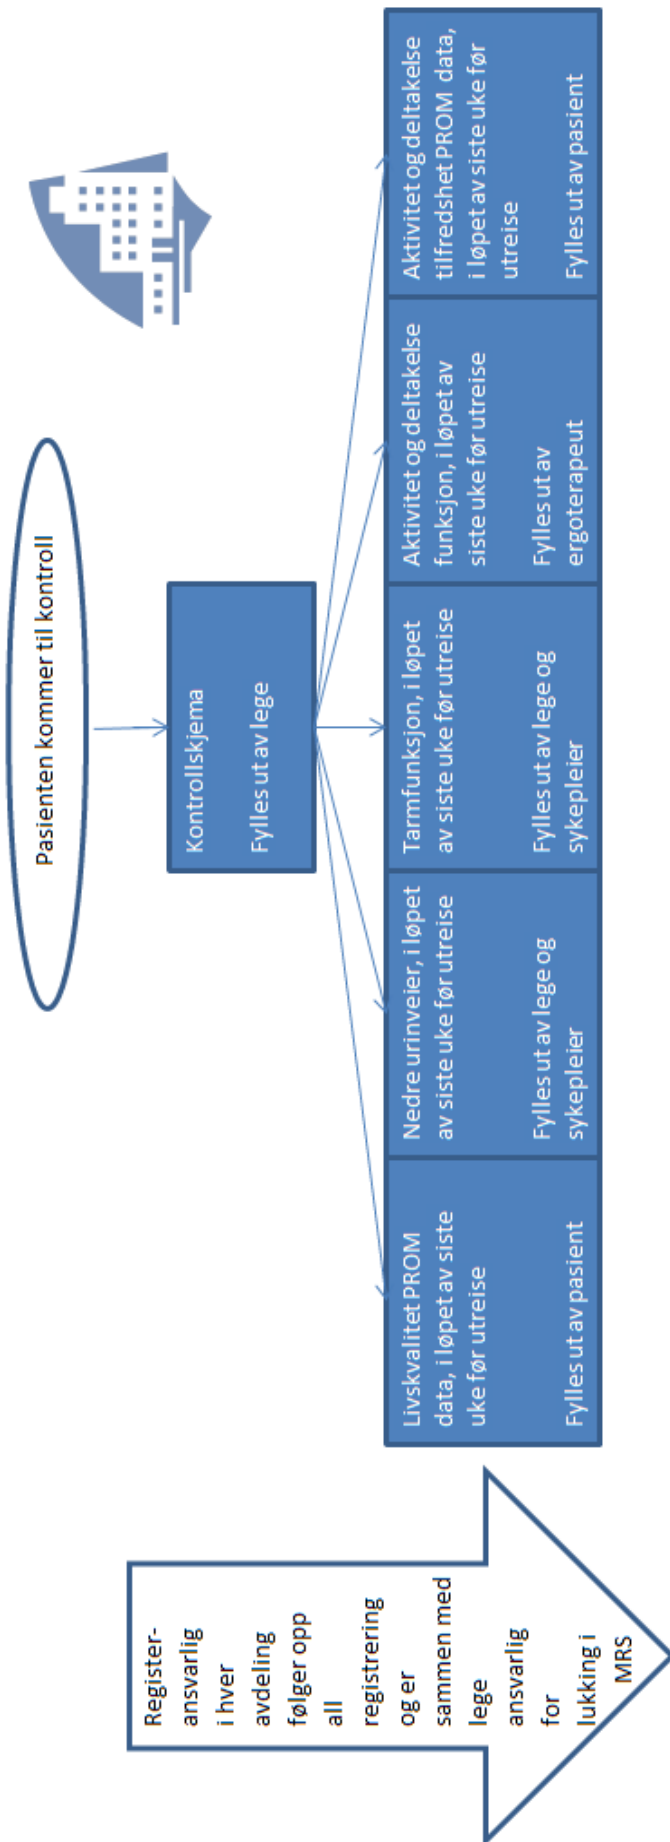 Pasienten kommer til kontroll
Kontrollskjema
Fylles ut av lege
Livskvalitet PROM
data, i løpet av siste
uke før utreise
Fylles ut av pasient
Nedre urinveier, i løpet
av siste uke før utreise
Fylles ut av lege og
sykepleier
Tarmfunksjon, i løpet
av siste uke før utreise
Fylles ut av lege og
sykepleier
Aktivitet og deltakelse
funksjon, i løpet av
siste uke før utreise
Fylles ut av
ergoterapeut
Aktivitet og deltakelse
tilfredshet PROM data,
i løpet av siste uke før
utreise
Fylles ut av pasient
Register-
ansvarlig
i hver
avdeling
følger opp
all
registrering
og er
sammen med
lege
ansvarlig
for
lukking i
MRS